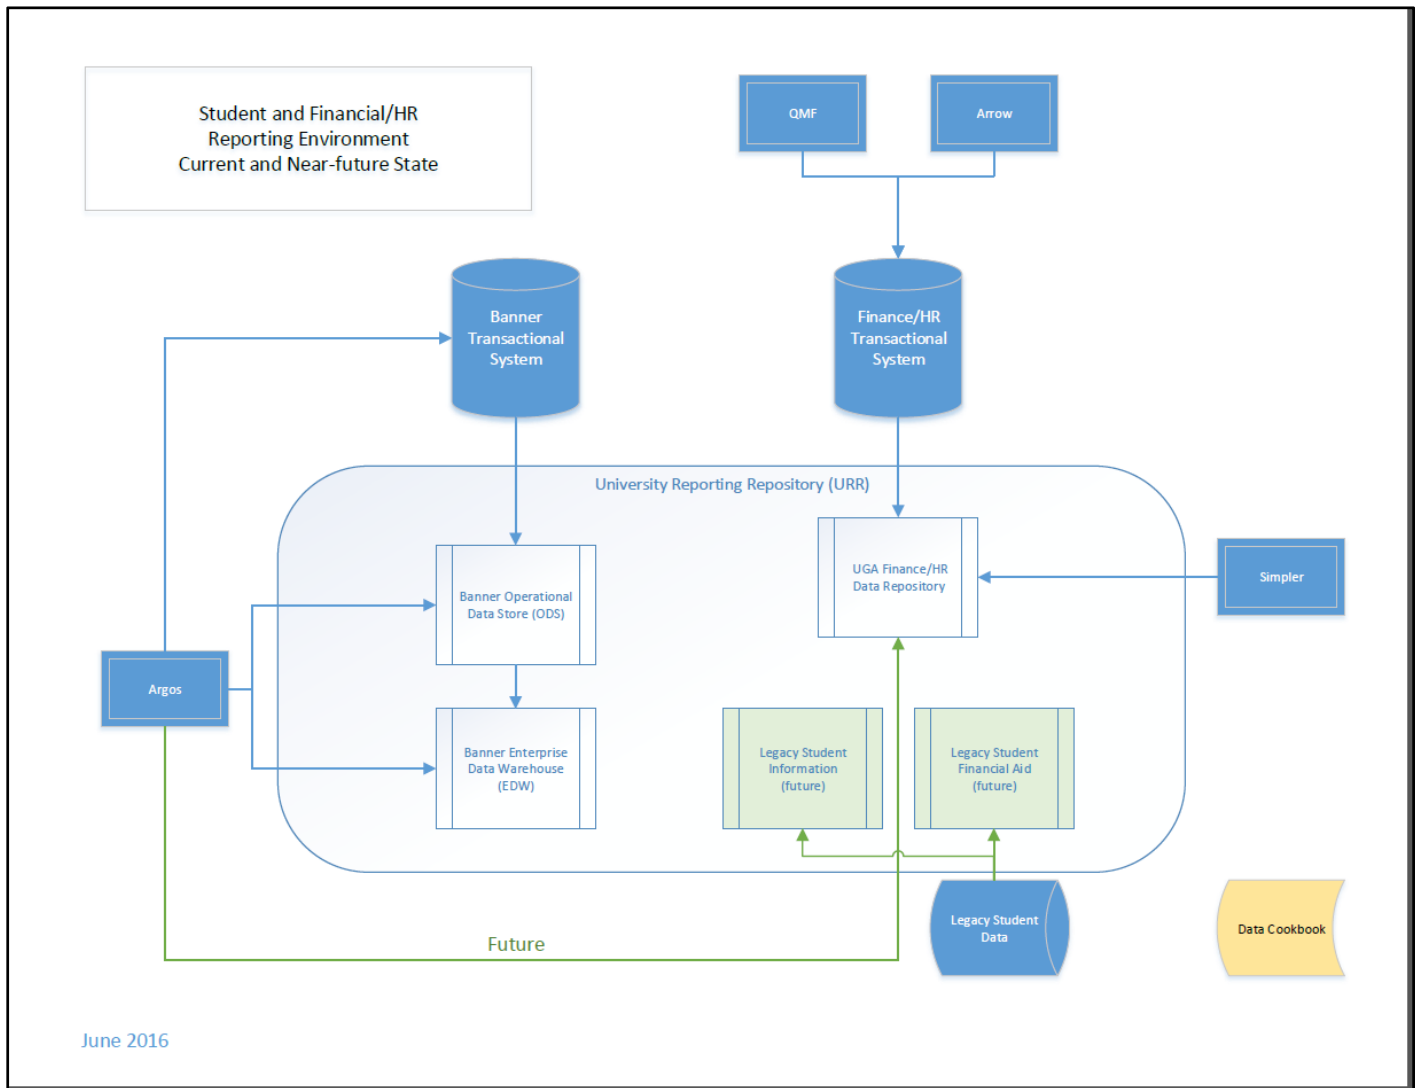 Student and Financial/HR
Reporting Environment
Current and Near-future State
QMF
Arrow
Banner
Transactional
System
Finance/HR
Transactional
System
University Reporting Repository (URR)
Banner Operational
Data Store (ODS)
UGA Finance/HR
Data Repository
Simpler
Argos
Banner Enterprise
Data Warehouse
(EDW)
Legacy Student
Information
(future)
Legacy Student
Financial Aid
(future)
Legacy Student
Data
Data Cookbook
Future
June 2016